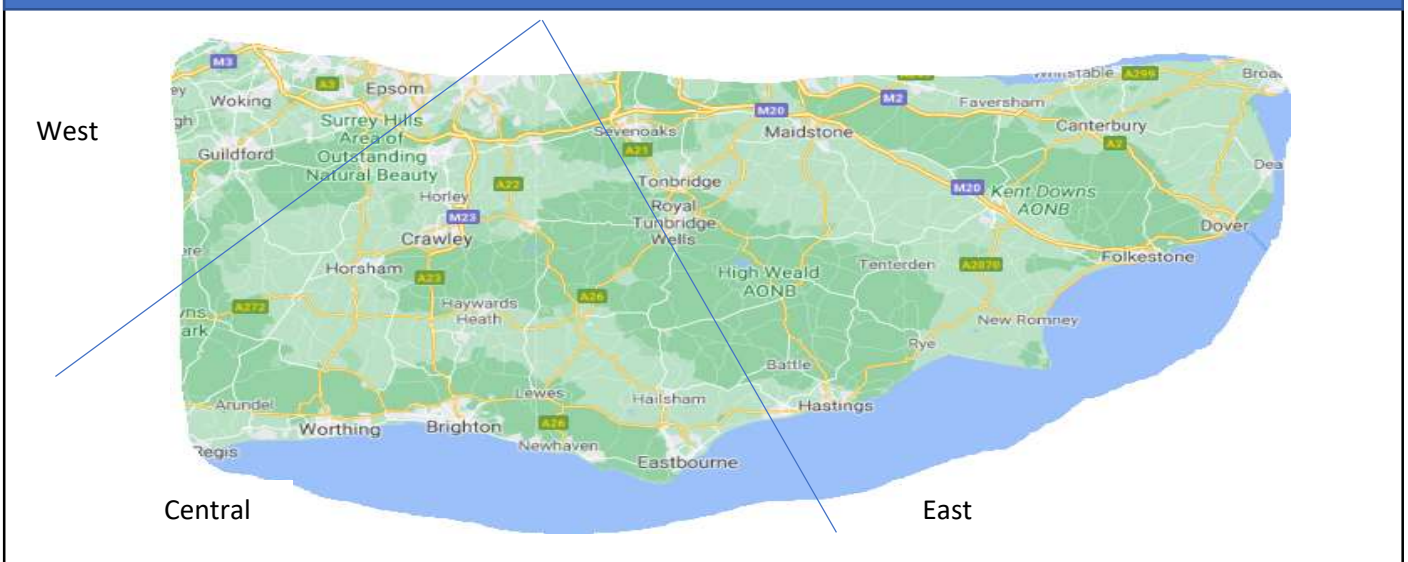 M3
A3
Epsom
Woking
West
Surrey Hills
Area of
Outstanding
Natural Beauty
Guildford
Horley
A22
M23
Crawley
Horsham
A23
A272
Haywards
Heath
A26
Sevenoaks
A21
Tonbridge
Royal
Tunbridge
Wells
M20
Maidstone
M2
Faversham
A299
Canterbury
A2
M20
Kent Downs
AONB
Dover
Folkestone
High Weald
AONB
Tenterden
A2070
New Romney
Rye
Battle
Hastings
Arundel
Worthing
Brighton
Lewes
A26
Newhaven
Hailsham
Eastbourne
Regis
Central
East